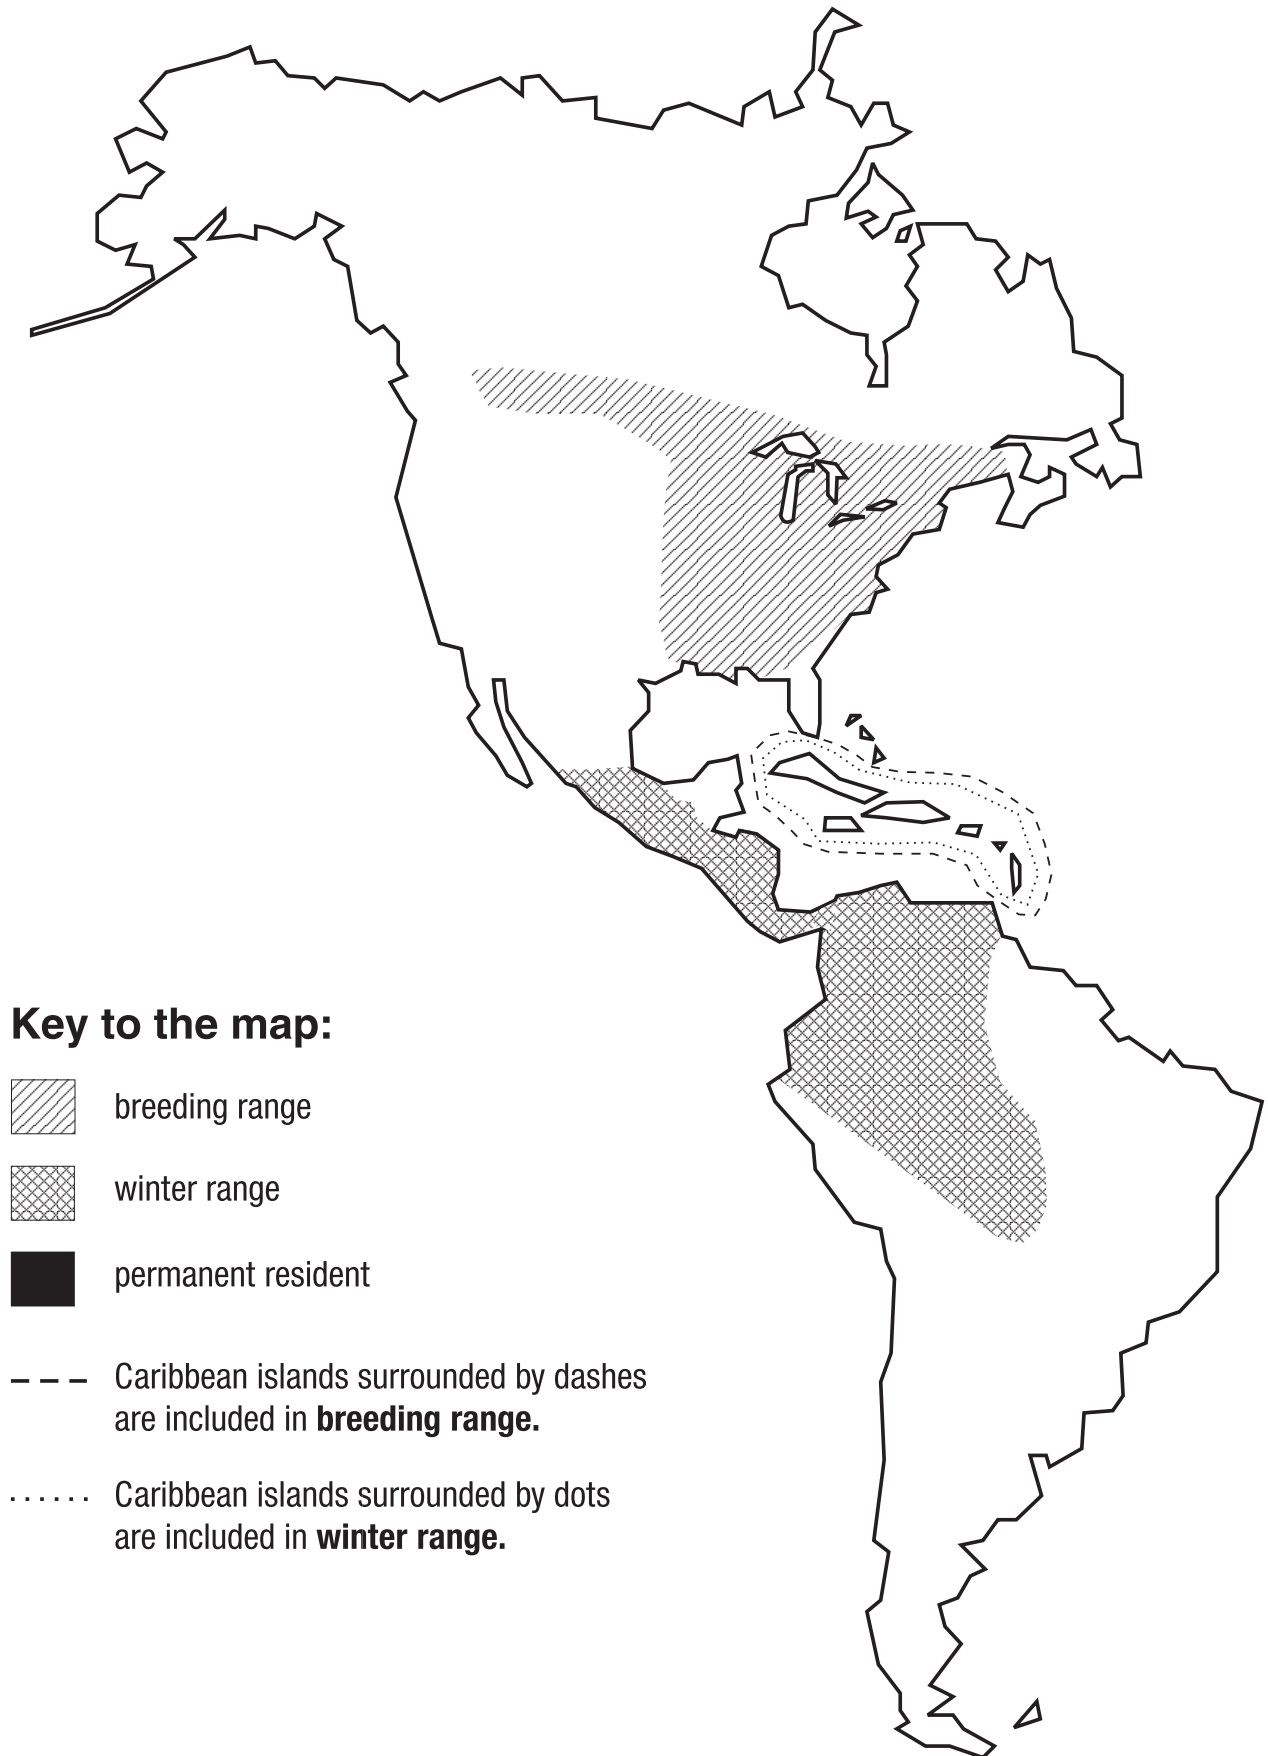 Key to the map:
breeding range
winter range
permanent resident
Caribbean islands surrounded by dashes
are included in breeding range.
Caribbean islands surrounded by dots
are included in winter range.